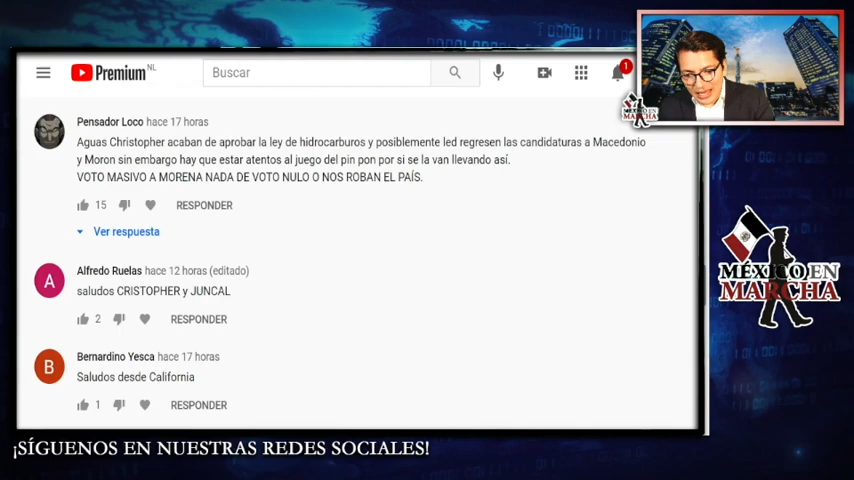 Premium NL
Buscar
1
Pensador Loco hace 17 horas
Aguas Christopher acaban de aprobar la ley de hidrocarburos y posiblemente led regresen las candidaturas a Macedonio
y Moron sin embargo hay que estar atentos al juego del pin pon por si se la van llevando así.
VOTO MASIVO A MORENA NADA DE VOTO NULO O NOS ROBAN EL PAÍS.
15 RESPONDER
Ver respuesta
A
Alfredo Ruelas hace 12 horas (editado)
saludos CRISTOPHER y JUNCAL
2 RESPONDER
B
Bernardino Yesca hace 17 horas
Saludos desde California
1 RESPONDER
MÉXICO EN
MARCHA
¡SÍGUENOS EN NUESTRAS REDES SOCIALES!